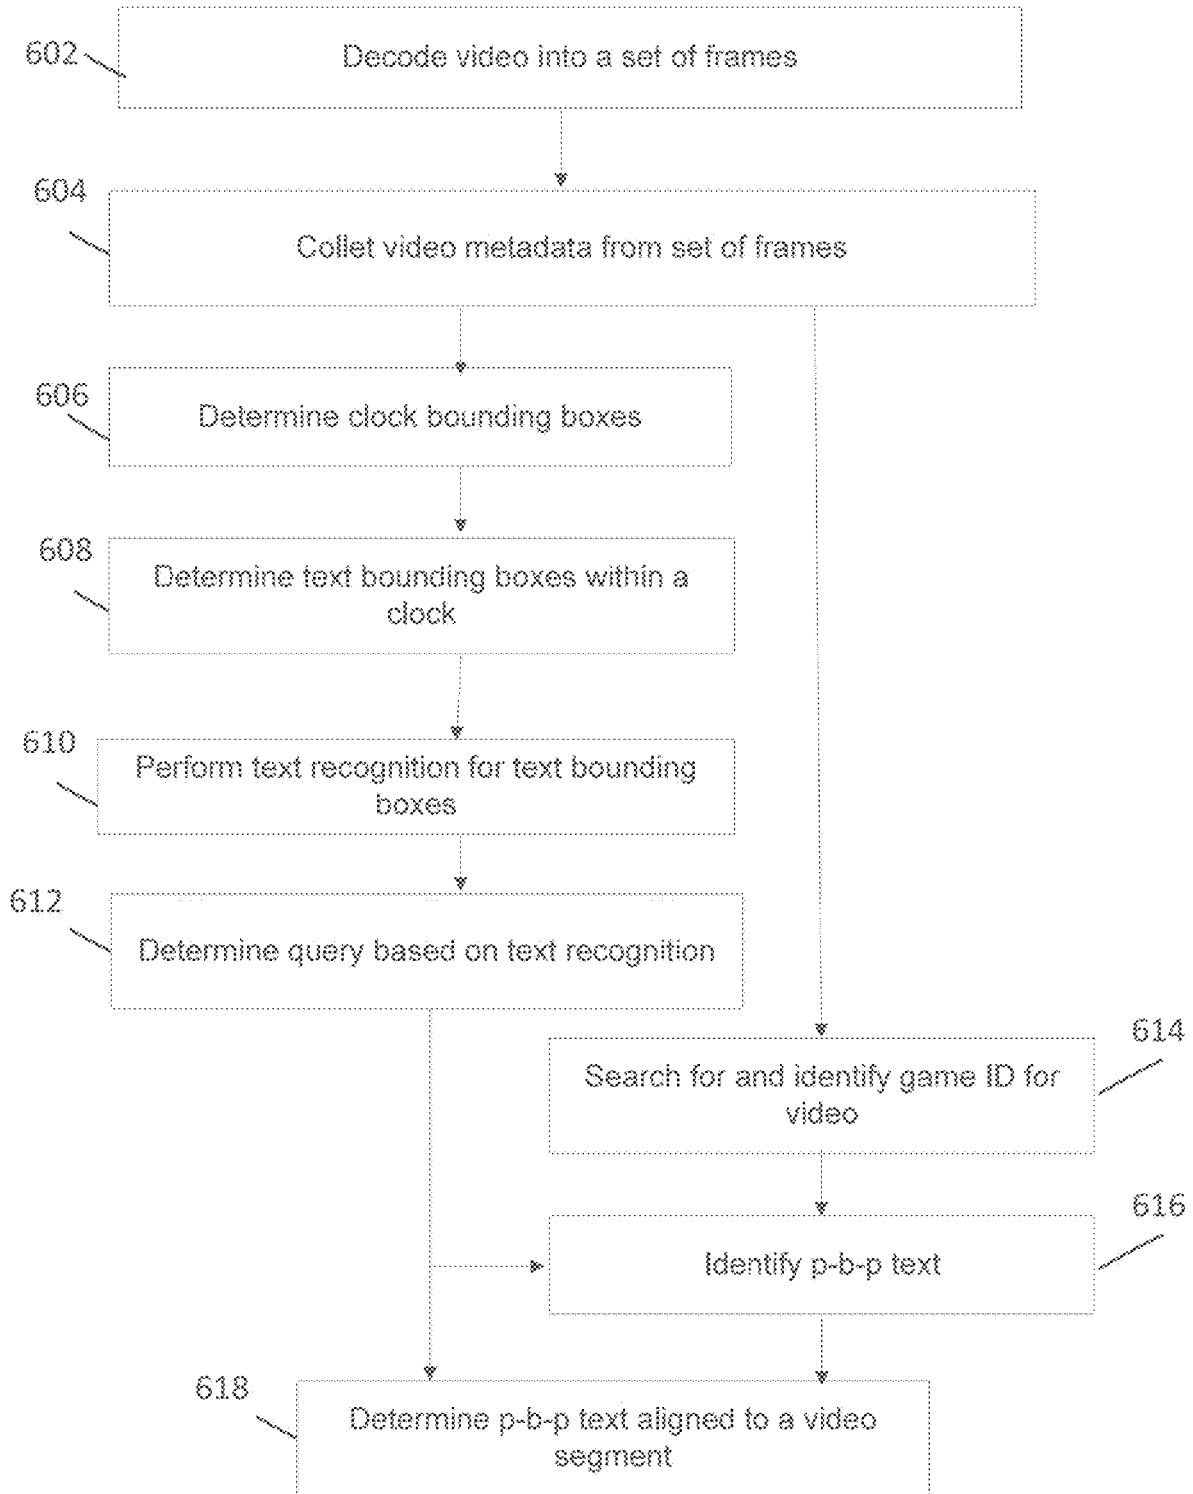 602
Decode video into a set of frames
604
Collet video metadata from set of frames
606
Determine clock bounding boxes
608
Determine text bounding boxes within a
clock
610
Perform text recognition for text bounding
boxes
612
Determine query based on text recognition
614
Search for and identify game ID for
video
616
Identify p-b-p text
618
Determine p-b-p text aligned to a video
segment